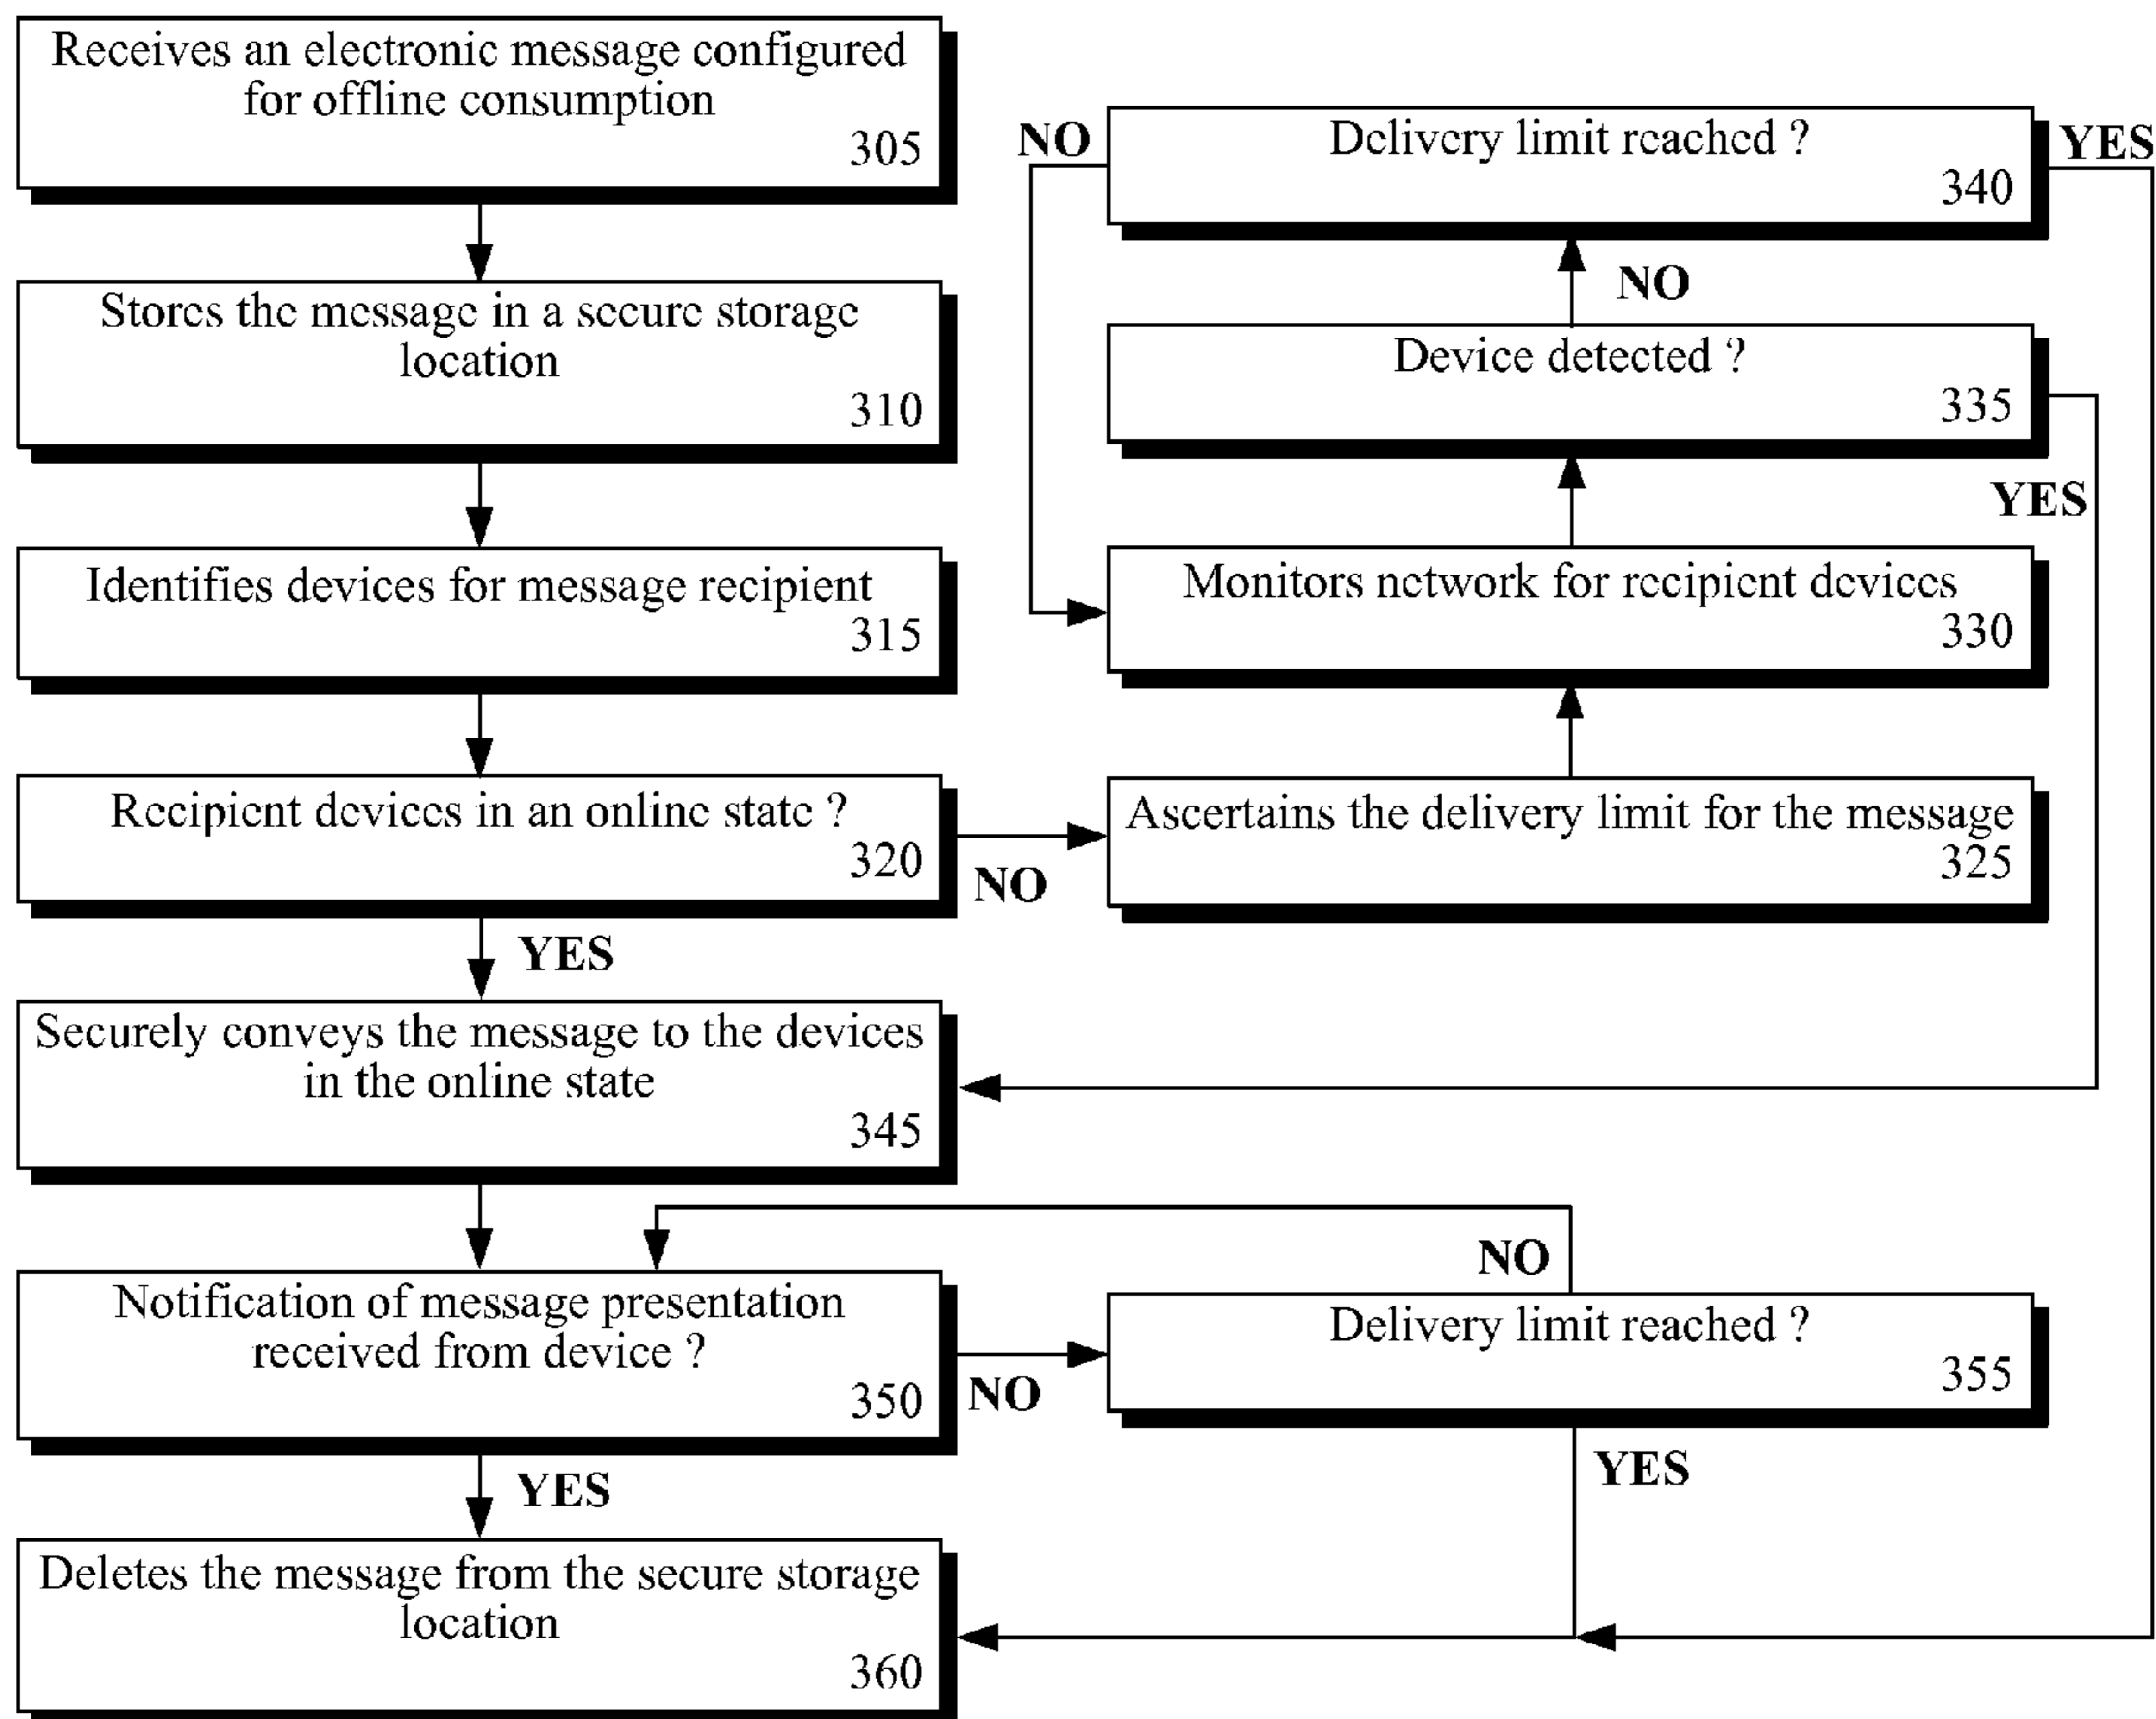 Receives an electronic message configured
for offline consumption
305
Stores the message in a secure storage
location
310
Identifies devices for message recipient
315
Recipient devices in an online state ?
320
NO
YES
Ascertains the delivery limit for the message
325
Monitors network for recipient devices
330
Device detected ?
335
NO
YES
Delivery limit reached ?
340
NO
YES
Securely conveys the message to the devices
in the online state
345
Notification of message presentation
received from device ?
350
NO
YES
Delivery limit reached ?
355
NO
YES
Deletes the message from the secure storage
location
360